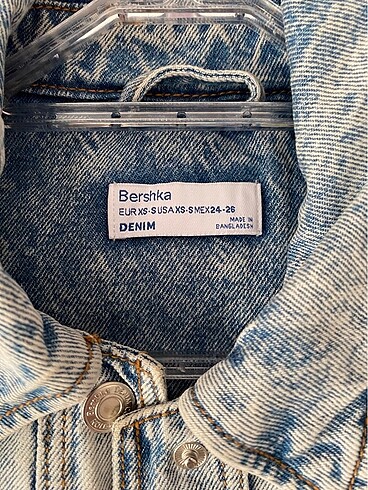 Bershka
EUR XS-S USA XS-S MEX 24-26
DENIM
MADE IN
BANGLADESH